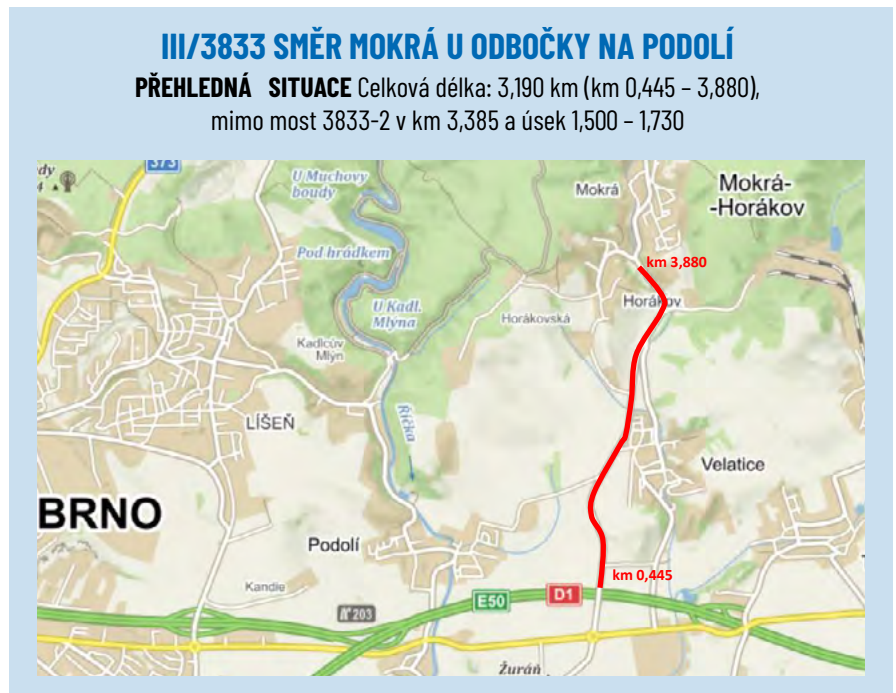 III/3833 SMĚR MOKRÁ U ODBOČKY NA PODOLÍ
PŘEHLEDNÁ SITUACE Celková délka: 3,190 km (km 0,445 – 3,880),
mimo most 3833-2 v km 3,385 a úsek 1,500 – 1,730
373
U Muchovy
boudy
Mokrá
Mokrá-
-Horákov
Pod hrádkem
km 3,880
U Kadl.
Mlýna
Horákov
Horákovská
Kadlcův
Mlýn
Říčka
LÍŠEŇ
Velatice
BRNO
Podolí
km 0,445
Kandie
E50
D1
203
Žuráň